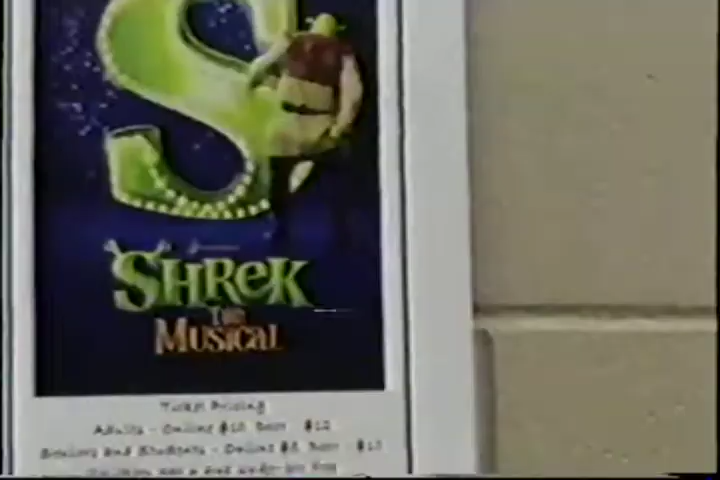 S
SHREK
THE
MUSICAL
Ticket Pricing
Adults - Online $10 Door - $12
Seniors and Students - Online $8 Door - $10